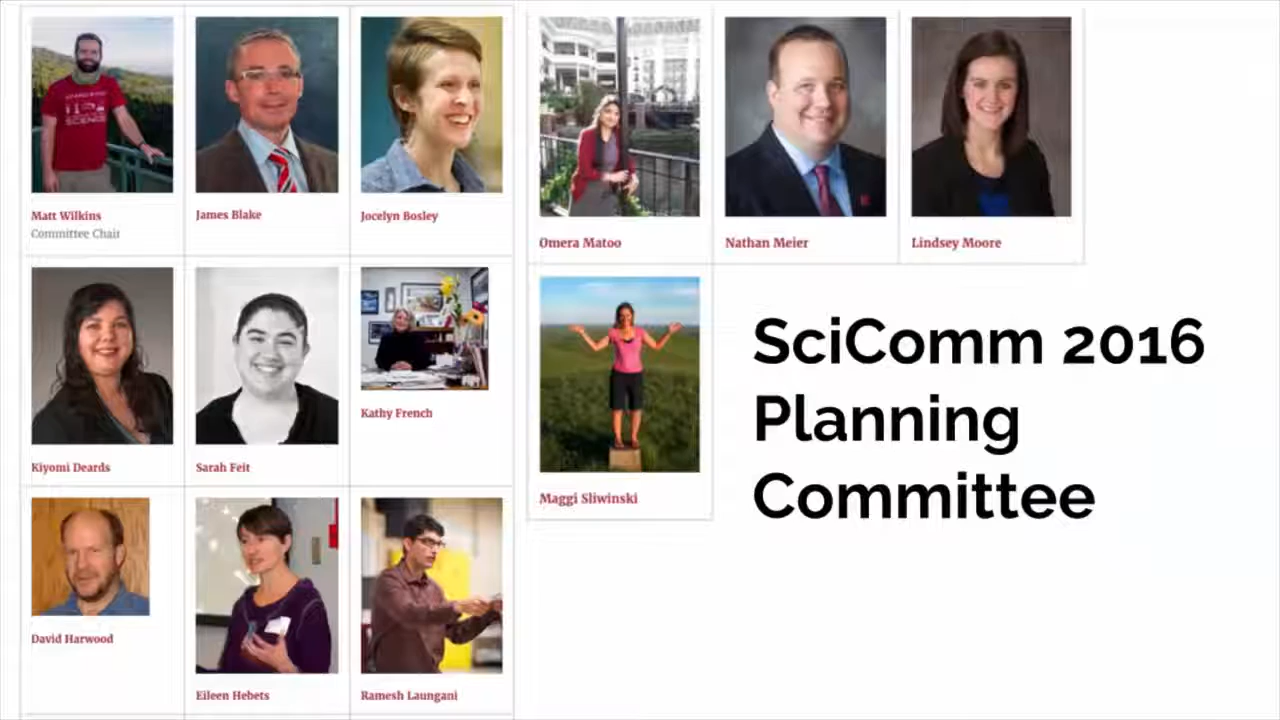 Matt Wilkins
Committee Chair
James Blake
Jocelyn Bosley
Omera Matoo
Nathan Meier
Lindsey Moore
Kiyomi Deards
Sarah Feit
Kathy French
Maggi Sliwinski
SciComm 2016
Planning
Committee
David Harwood
Eileen Hebets
Ramesh Laungani
SCIENCE